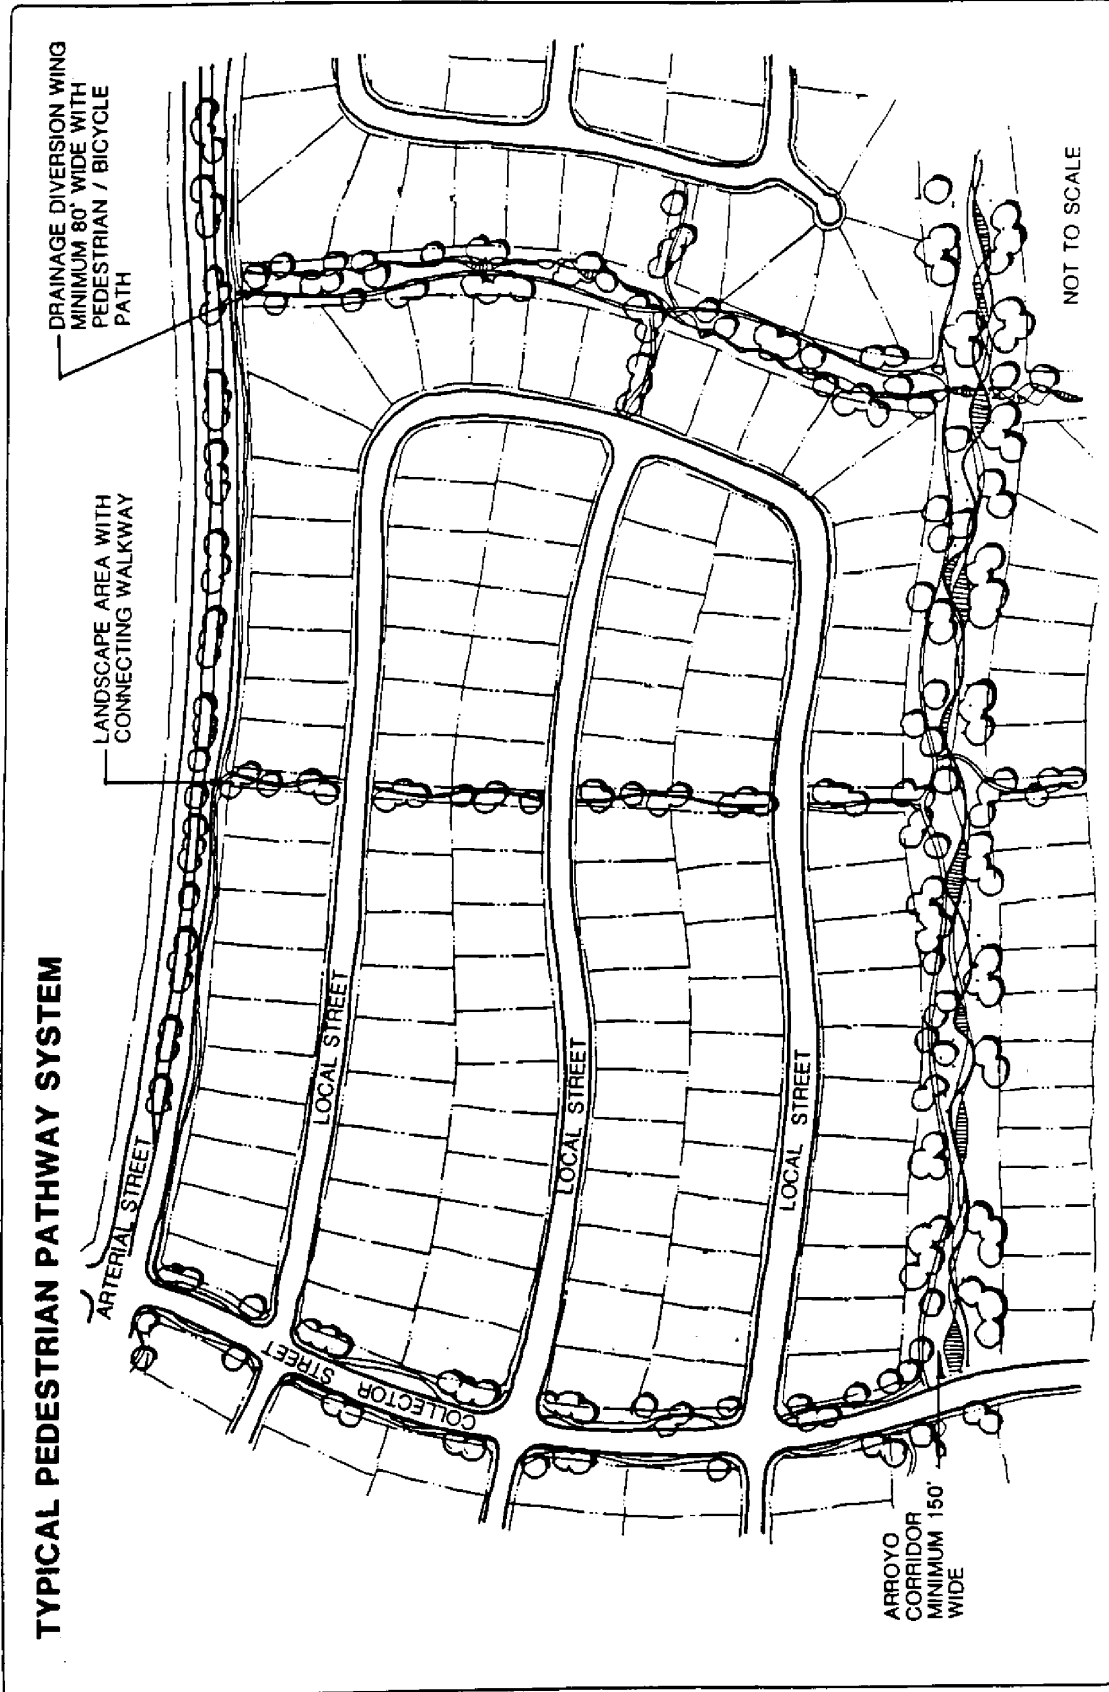 TYPICAL PEDESTRIAN PATHWAY SYSTEM
ARTERIAL STREET
LANDSCAPE AREA WITH
CONNECTING WALKWAY
DRAINAGE DIVERSION WING
MINIMUM 80' WIDE WITH
PEDESTRIAN / BICYCLE
PATH
COLLECTOR
STREET
LOCAL STREET
LOCAL STREET
LOCAL STREET
ARROYO
CORRIDOR
MINIMUM 150'
WIDE
NOT TO SCALE